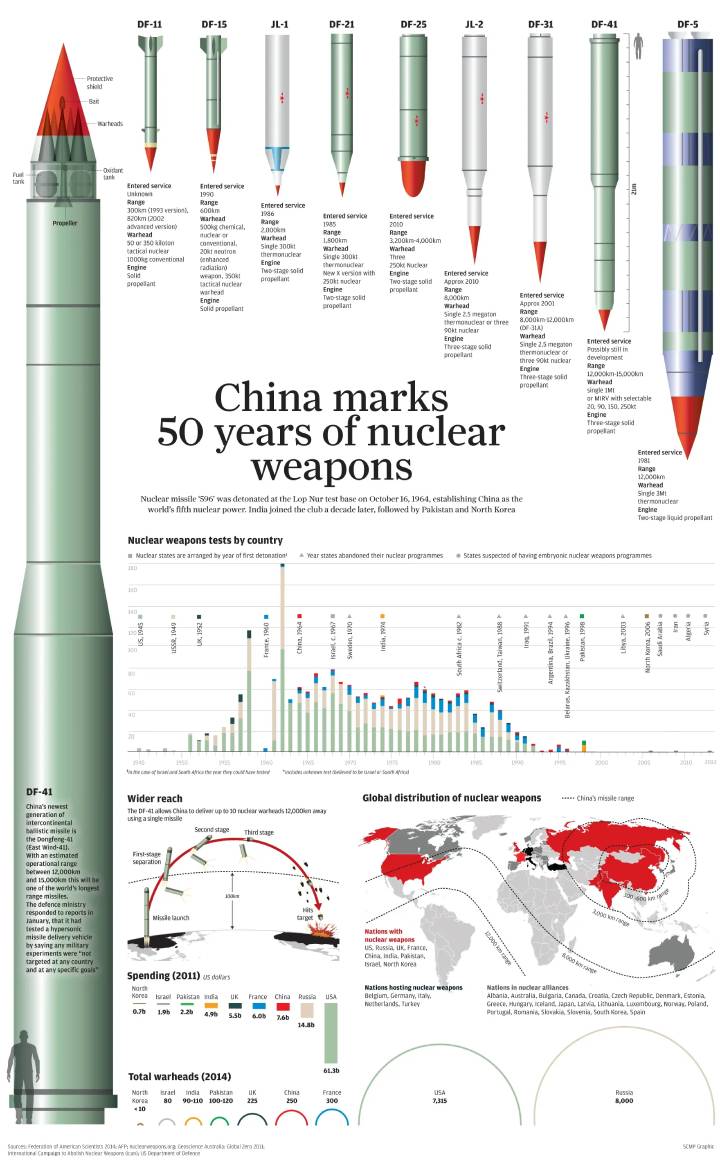 DF-11
DF-15
JL-1
DF-21
DF-25
JL-2
DF-31
DF-41
DF-5
Protective
shield
Bait
Warheads
Fuel
tank
Oxidant
tank
Propeller
21m
Entered service
Unknown
Range
300km (1993 version),
820km (2002
advanced version)
Warhead
50 or 350 kiloton
tactical nuclear
1000kg conventional
Engine
Solid
propellant
Entered service
1990
Range
600km
Warhead
500kg chemical,
nuclear or
conventional,
20kt neutron
(enhanced
radiation)
weapon, 350kt
tactical nuclear
warhead
Engine
Solid propellant
Entered service
1986
Range
2,000km
Warhead
Single 300kt
thermonuclear
Engine
Two-stage solid
propellant
Entered service
1985
Range
1,800km
Warhead
Single 300kt
thermonuclear
New X version with
250kt nuclear
Engine
Two-stage solid
propellant
Entered service
2010
Range
3,200km-4,000km
Warhead
Three
250kt Nuclear
Engine
Two-stage solid
propellant
Entered service
Approx 2010
Range
8,000km
Warhead
Single 2.5 megaton
thermonuclear or three
90kt nuclear
Engine
Three-stage solid
propellant
Entered service
Approx 2001
Range
8,000km-12,000km
(DF-31A)
Warhead
Single 2.5 megaton
thermonuclear or
three 90kt nuclear
Engine
Three-stage solid
propellant
Entered service
Possibly still in
development
Range
12,000km-15,000km
Warhead
single 1Mt
or MIRV with selectable
20, 90, 150, 250kt
Engine
Three-stage solid
propellant
Entered service
1981
Range
12,000km
Warhead
Single 3Mt
thermonuclear
Engine
Two-stage liquid propellant
China marks
50 years of nuclear
weapons
Nuclear missile '596' was detonated at the Lop Nur test base on October 16, 1964, establishing China as the
world's fifth nuclear power. India joined the club a decade later, followed by Pakistan and North Korea
Nuclear weapons tests by country
Nuclear states are arranged by year of first detonation¹
Year states abandoned their nuclear programmes
States suspected of having embryonic nuclear weapons programmes
180
160
140
120
100
80
60
40
20
US, 1945
USSR, 1949
UK, 1952
France, 1960
China, 1964
Israel, c. 1967
Sweden, 1970
India, 1974
South Africa c. 1982
Switzerland, Taiwan, 1988
Iraq, 1991
Argentina, Brazil, 1994
Belarus, Kazakhstan, Ukraine, 1996
Pakistan, 1998
Libya, 2003
North Korea, 2006
Saudi Arabia
Iran
Algeria
Syria
1945
1950
1955
1960
1965
1970
1975
1980
1985
1990
1995
2000
2005
2010
¹In the case of Israel and South Africa the year they could have tested
²Includes unknown test (believed to be Israel or South Africa)
DF-41
China's newest
generation of
intercontinental
ballistic missile is
the Dongfeng-41
(East Wind-41).
With an estimated
operational range
between 12,000km
and 15,000km this will be
one of the world's longest
range missiles.
The defence ministry
responded to reports in
January, that it had
tested a hypersonic
missile delivery vehicle
by saying any military
experiments were "not
targeted at any country
and at any specific goals"
Wider reach
The DF-41 allows China to deliver up to 10 nuclear warheads 12,000km away
using a single missile
First-stage
separation
Second stage
Third stage
100km
Missile launch
Hits
target
Global distribution of nuclear weapons
China's missile range
300-600km range
3,000 km range
8,000 km range
12,000 km range
Nations with
nuclear weapons
US, Russia, UK, France,
China, India, Pakistan,
Israel, North Korea
Nations hosting nuclear weapons
Belgium, Germany, Italy,
Netherlands, Turkey
Nations in nuclear alliances
Albania, Australia, Bulgaria, Canada, Croatia, Czech Republic, Denmark, Estonia,
Greece, Hungary, Iceland, Japan, Latvia, Lithuania, Luxembourg, Norway, Poland,
Portugal, Romania, Slovakia, Slovenia, South Korea, Spain
Spending (2011) US dollars
North
Korea
0.7b
Israel
1.9b
Pakistan
2.2b
India
4.9b
UK
5.5b
France
6.0b
China
7.6b
Russia
14.8b
USA
61.3b
Total warheads (2014)
North
Korea
<10
Israel
80
India
90-110
Pakistan
100-120
UK
225
China
250
France
300
USA
7,315
Russia
8,000
Sources: Federation of American Scientists 2014; AFP; Nuclearweapons.org; Geoscience Australia; Global Zero 2011;
International Campaign to Abolish Nuclear Weapons (ican); US Department of Defence
SCMP Graphic